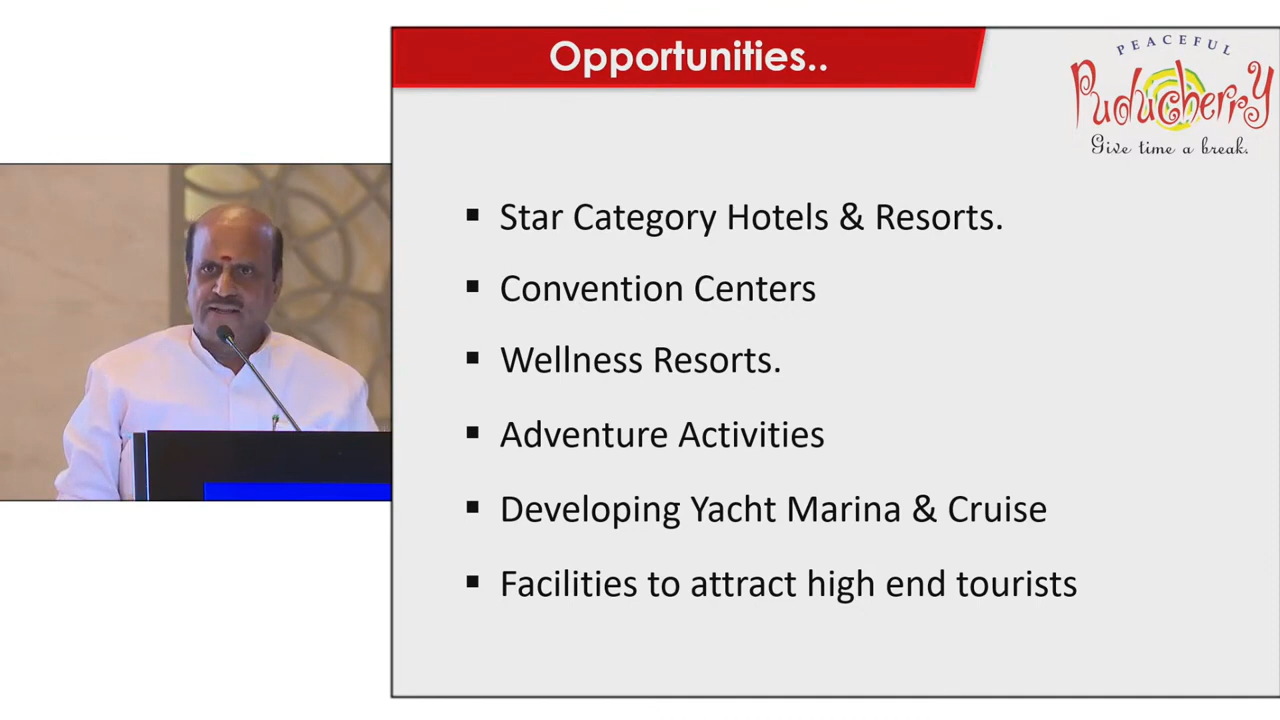 Opportunities..
PEACEFUL
Puducherry
Give time a break.
▪ Star Category Hotels & Resorts.
▪ Convention Centers
▪ Wellness Resorts.
▪ Adventure Activities
▪ Developing Yacht Marina & Cruise
▪ Facilities to attract high end tourists